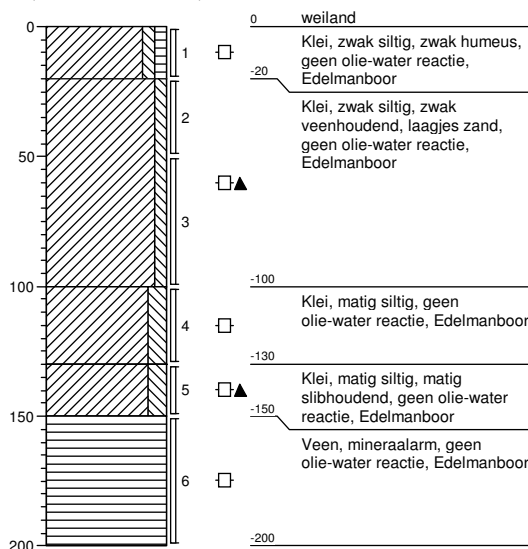 0
50
100
150
200
1
2
3
4
5
6
0 weiland
Klei, zwak siltig, zwak humeus,
geen olie-water reactie,
Edelmanboor
-20
Klei, zwak siltig, zwak
veenhoudend, laagjes zand,
geen olie-water reactie,
Edelmanboor
-100
Klei, matig siltig, geen
olie-water reactie, Edelmanboor
-130
Klei, matig siltig, matig
slibhoudend, geen olie-water
reactie, Edelmanboor
-150
Veen, mineraalarm, geen
olie-water reactie, Edelmanboor
-200